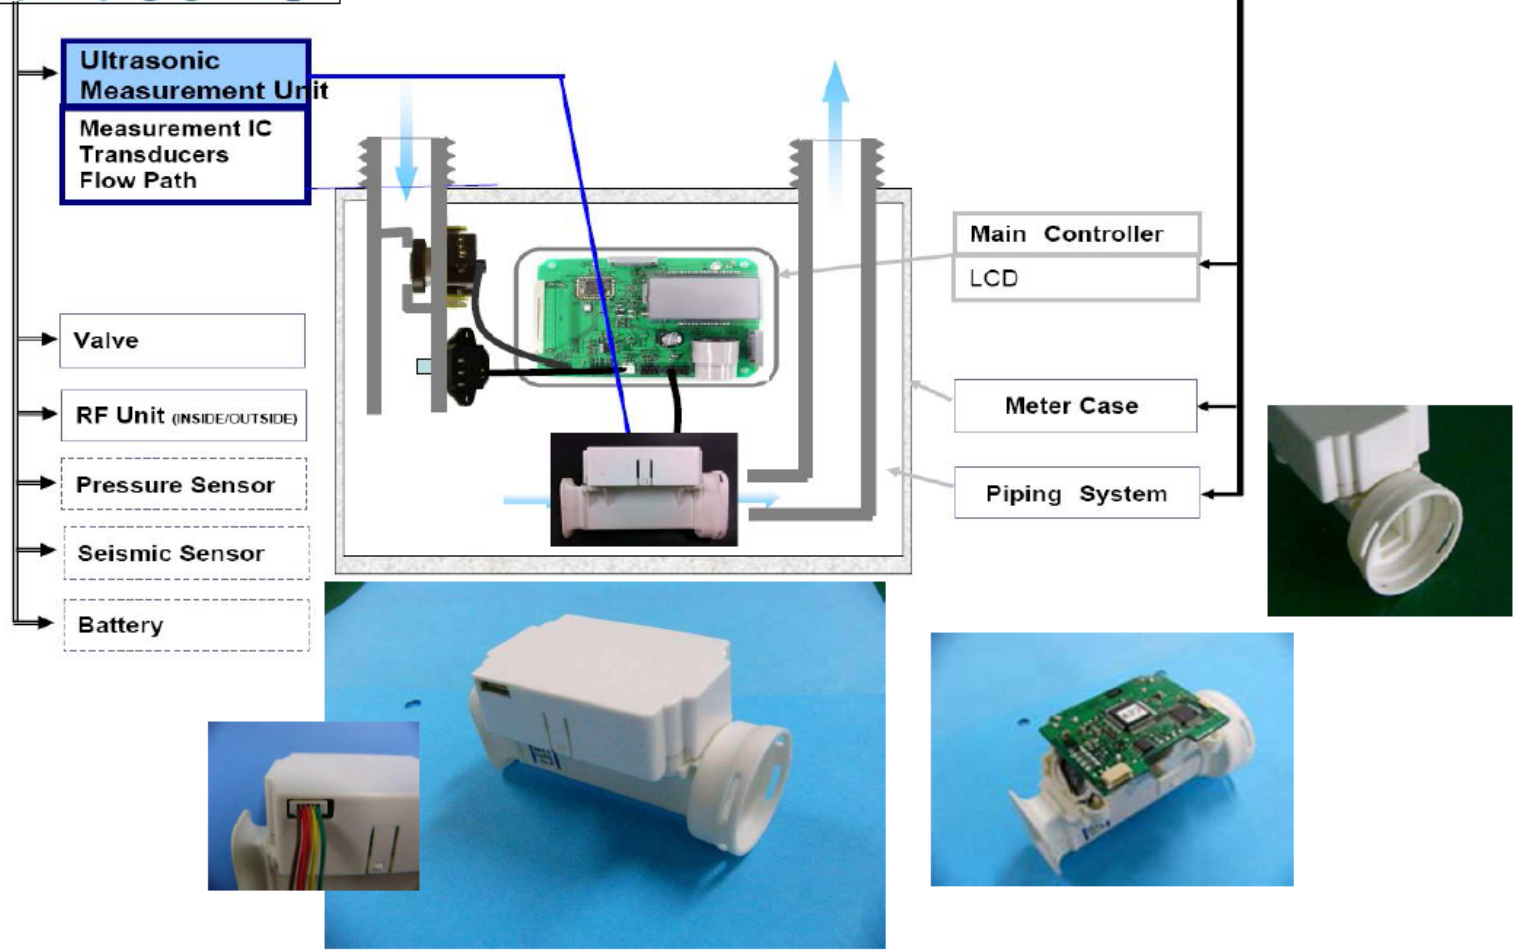 Ultrasonic
Measurement Unit
Measurement IC
Transducers
Flow Path
Valve
RF Unit (INSIDE/OUTSIDE)
Pressure Sensor
Seismic Sensor
Battery
Main Controller
LCD
Meter Case
Piping System